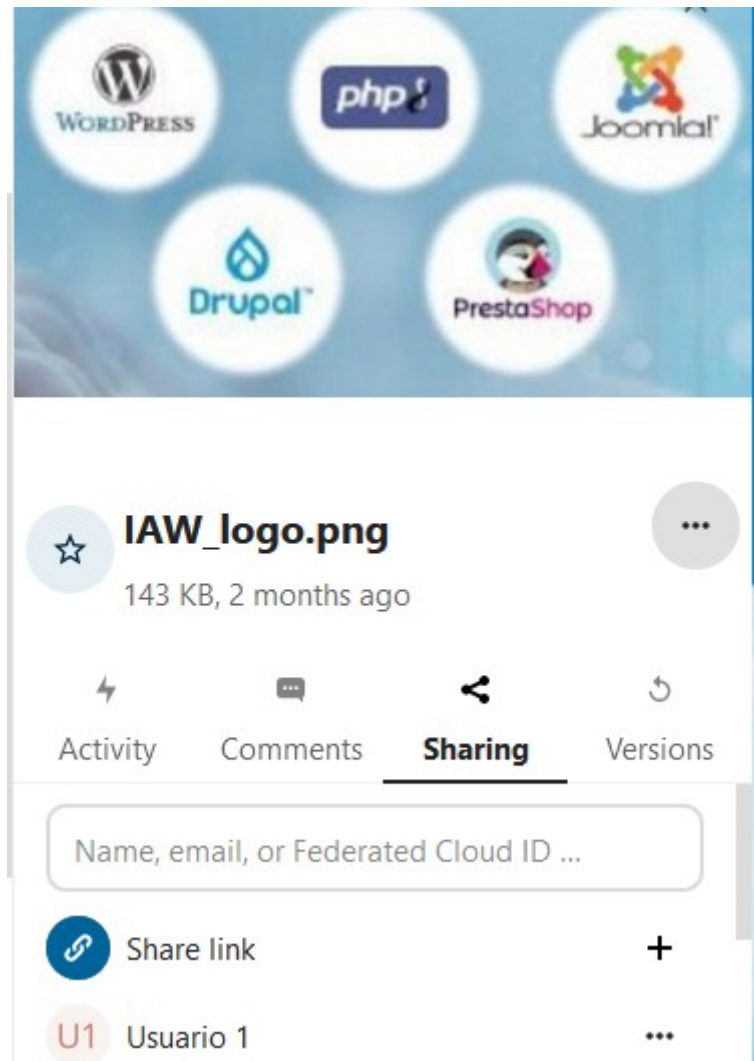 WORDPRESS
php8
Joomla!
Drupal™
PrestaShop
IAW_logo.png
143 KB, 2 months ago
Activity Comments Sharing Versions
Name, email, or Federated Cloud ID ...
Share link
U1 Usuario 1